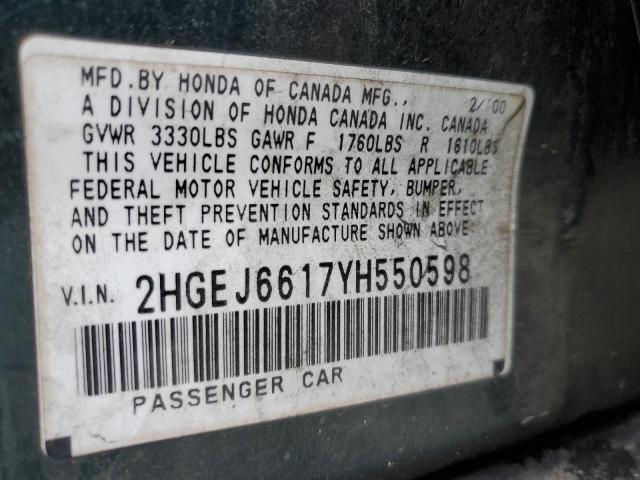 MFD.BY HONDA OF CANADA MFG., 2/00
A DIVISION OF HONDA CANADA INC. CANADA
GVWR 3330LBS GAWR F 1760LBS R 1610LBS
THIS VEHICLE CONFORMS TO ALL APPLICABLE
FEDERAL MOTOR VEHICLE SAFETY, BUMPER,
AND THEFT PREVENTION STANDARDS IN EFFECT
ON THE DATE OF MANUFACTURE SHOWN ABOVE.
V.I.N. 2HGEJ6617YH550598
PASSENGER CAR